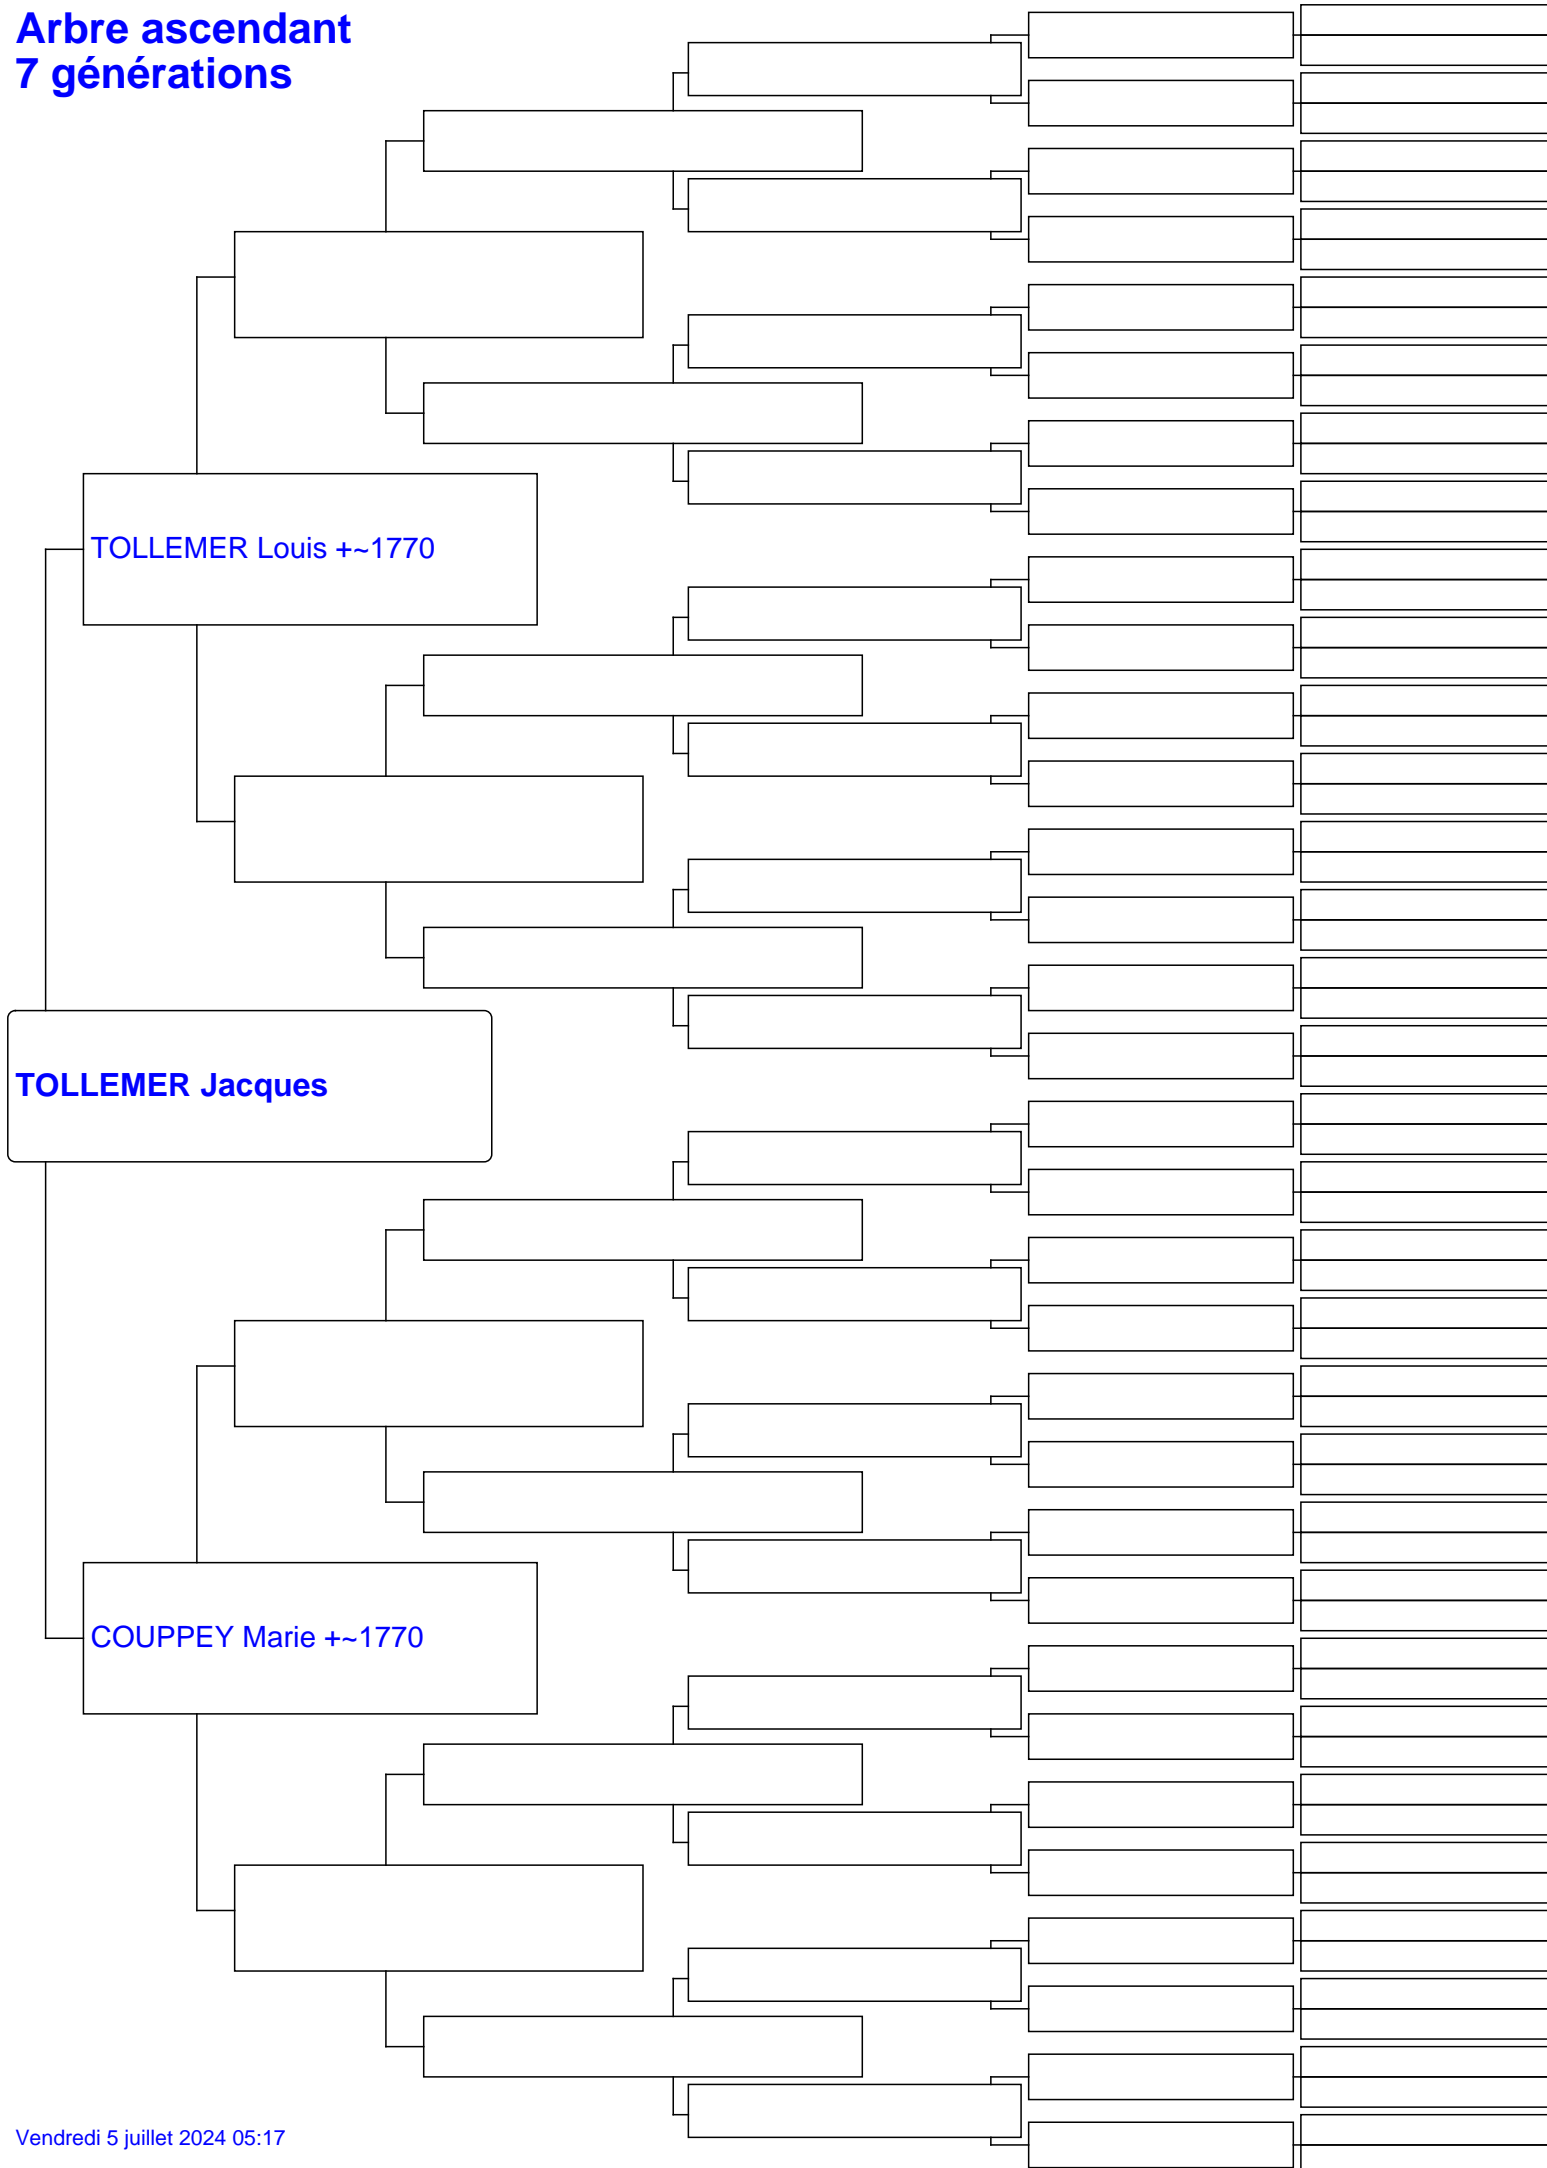 Arbre ascendant
7 générations
TOLLEMER Louis +~1770
TOLLEMER Jacques
COUPPEY Marie +~1770
Vendredi 5 juillet 2024 05:17